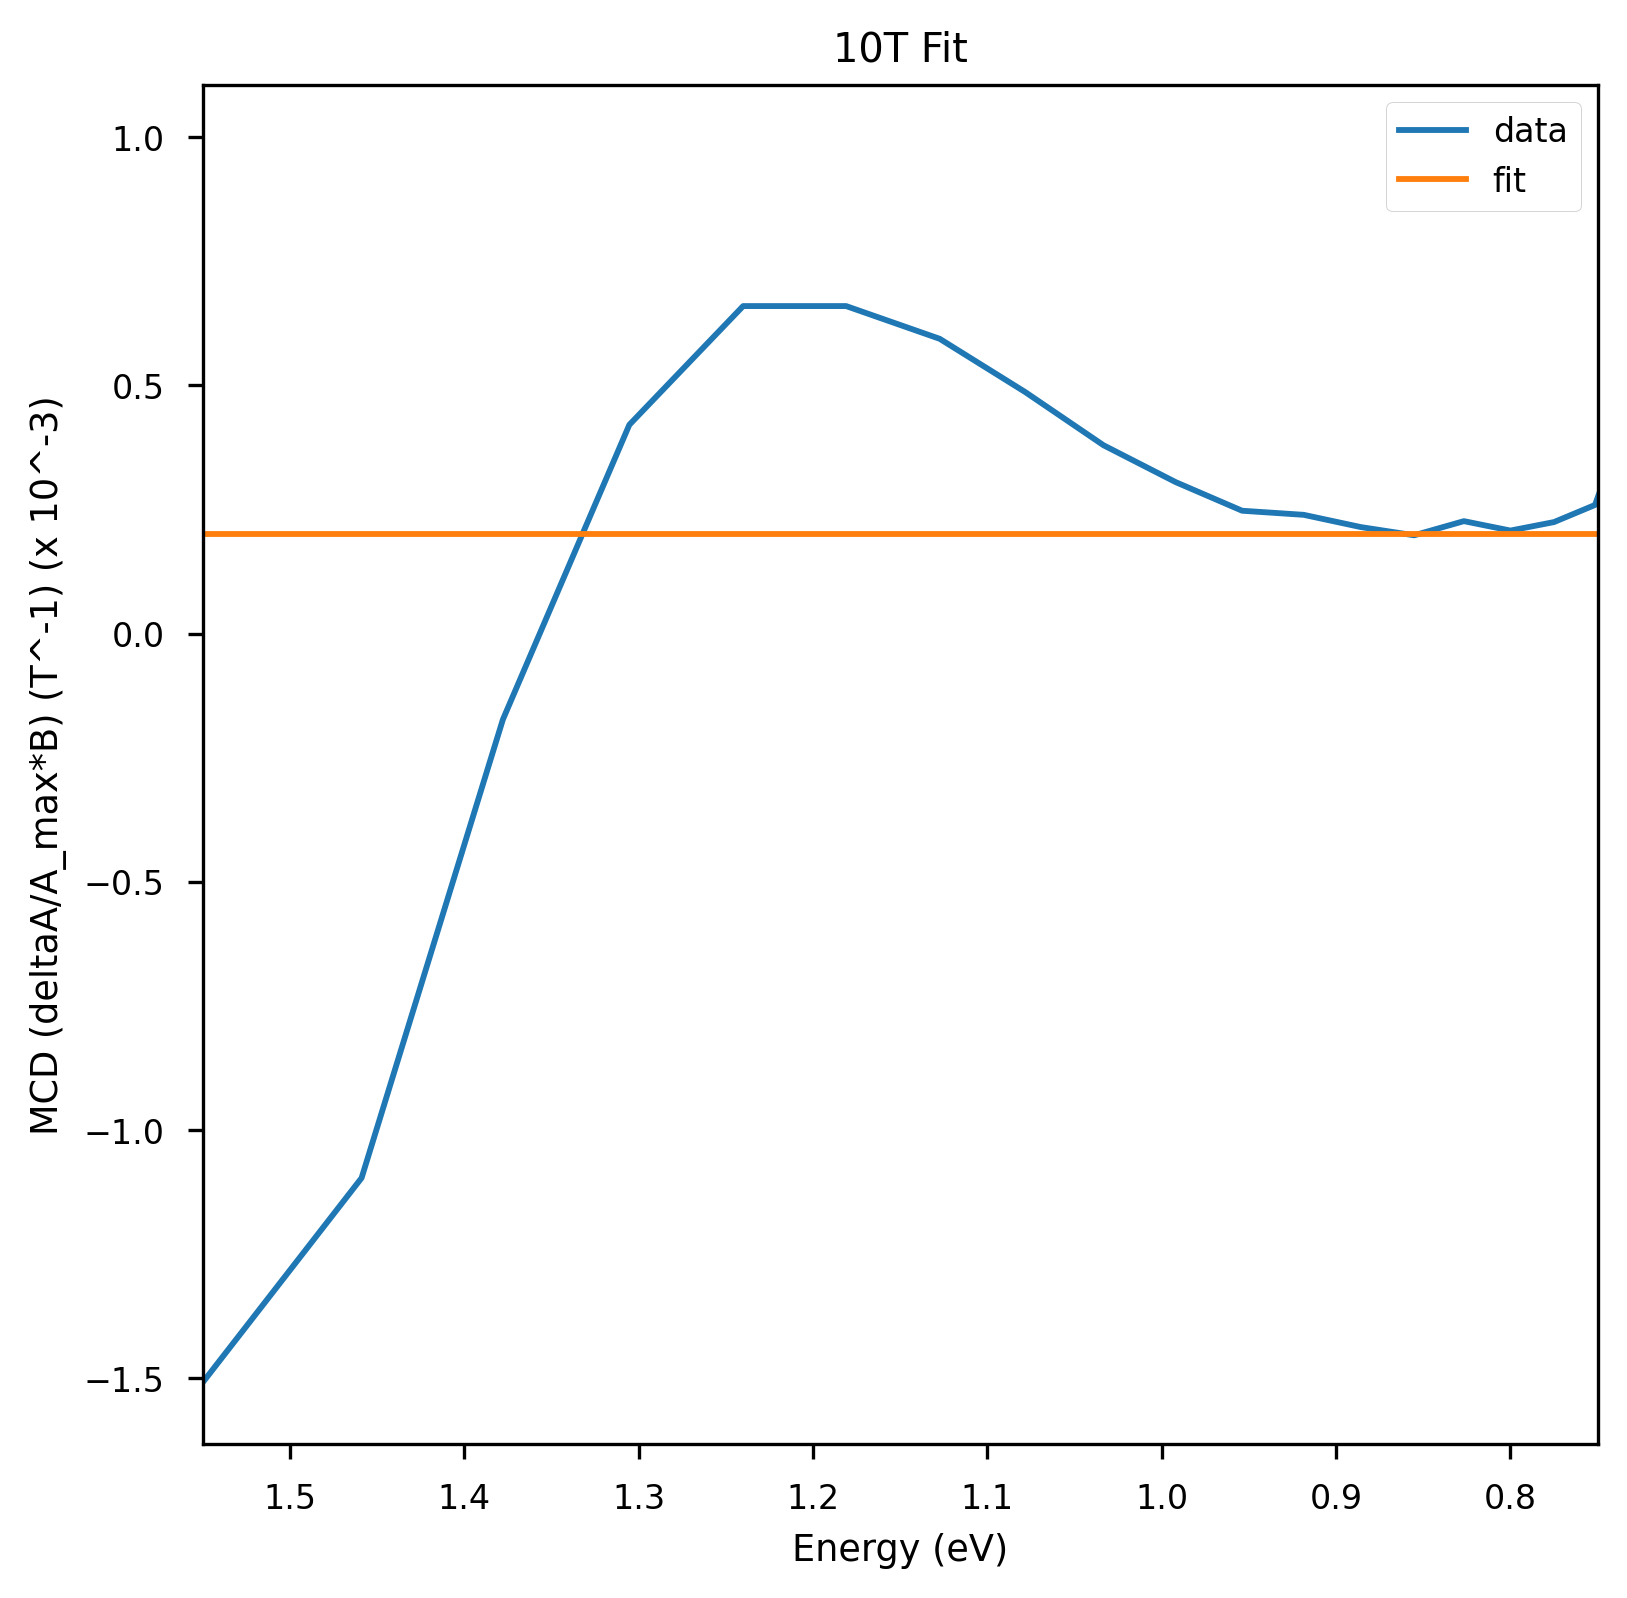 10T Fit
data
fit
1.0
0.5
0.0
−0.5
−1.0
−1.5
MCD (deltaA/A_max*B) (T^-1) (x 10^-3)
1.5 1.4 1.3 1.2 1.1 1.0 0.9 0.8
Energy (eV)